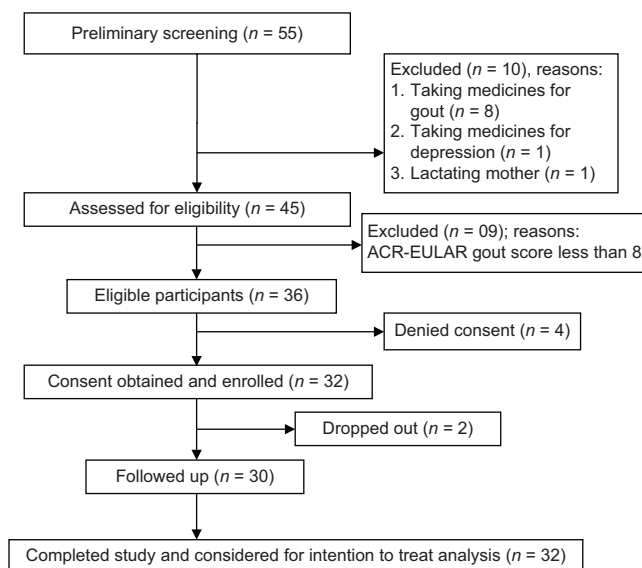 Preliminary screening (n = 55)
Excluded (n = 10), reasons:
1. Taking medicines for
gout (n = 8)
2. Taking medicines for
depression (n = 1)
3. Lactating mother (n = 1)
Assessed for eligibility (n = 45)
Excluded (n = 09); reasons:
ACR-EULAR gout score less than 8
Eligible participants (n = 36)
Denied consent (n = 4)
Consent obtained and enrolled (n = 32)
Dropped out (n = 2)
Followed up (n = 30)
Completed study and considered for intention to treat analysis (n = 32)